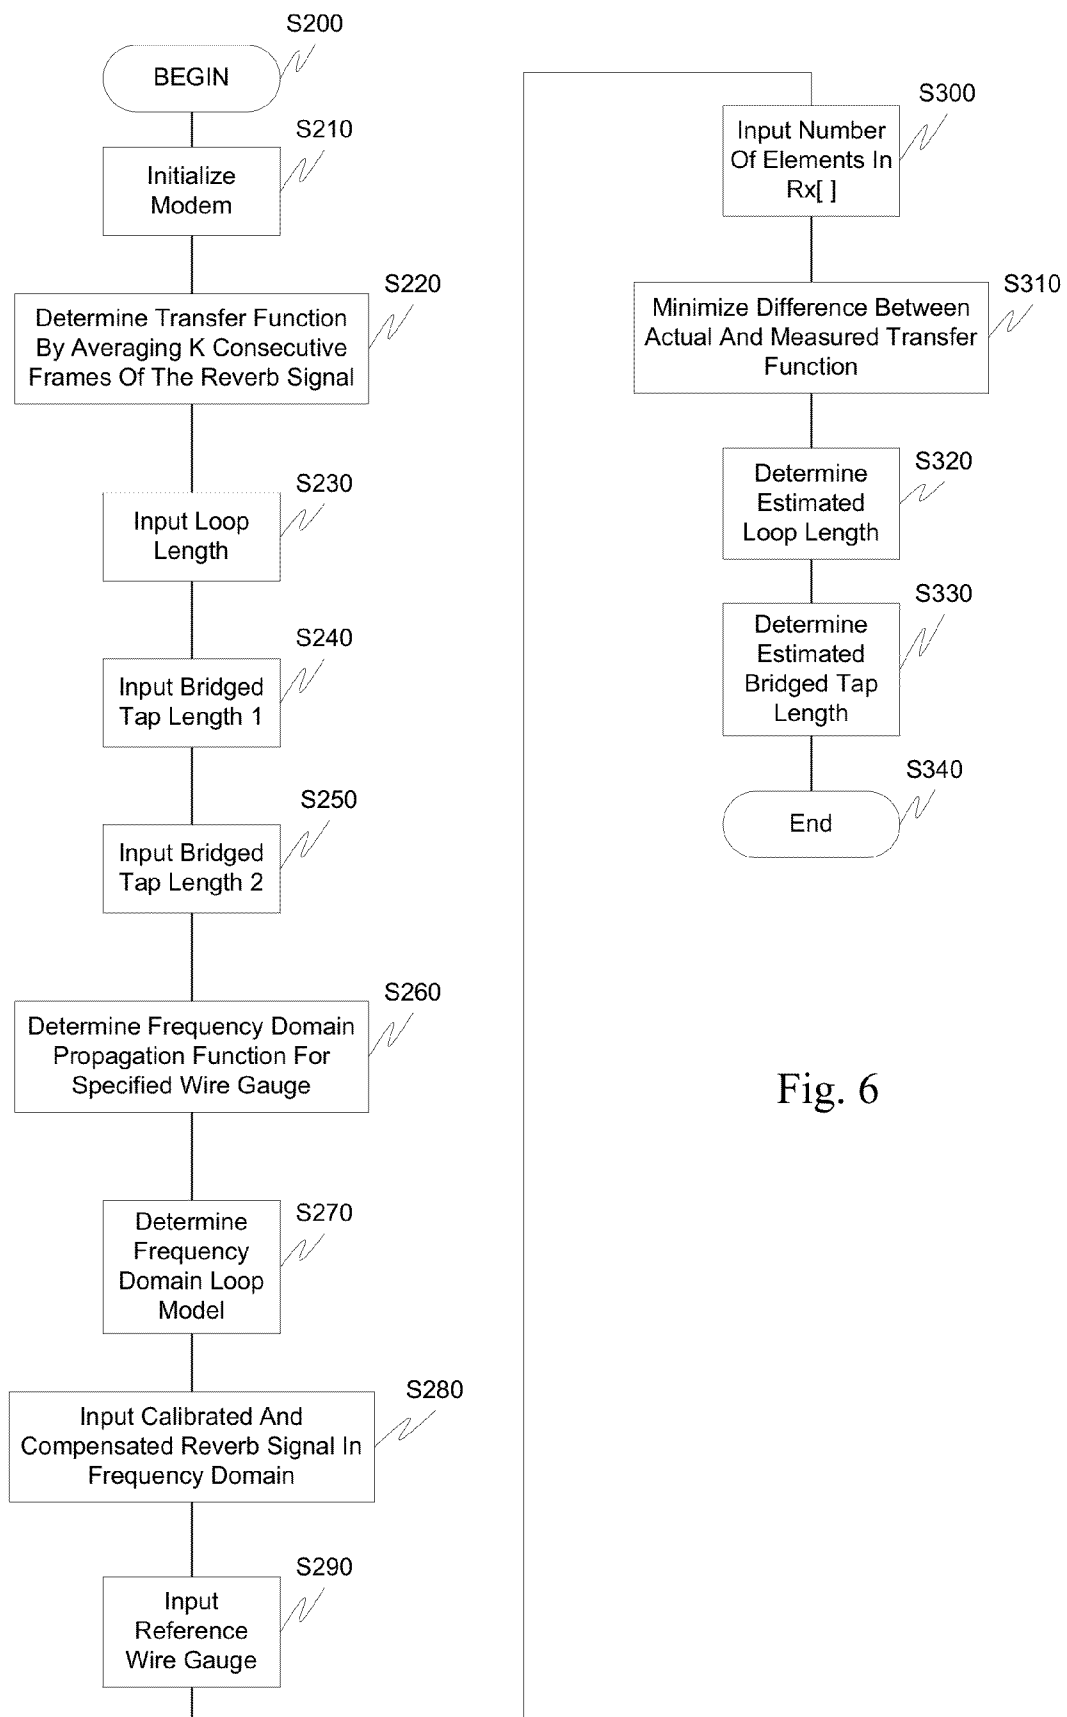 S200
BEGIN
S210
Initialize
Modem
S220
Determine Transfer Function
By Averaging K Consecutive
Frames Of The Reverb Signal
S230
Input Loop
Length
S240
Input Bridged
Tap Length 1
S250
Input Bridged
Tap Length 2
S260
Determine Frequency Domain
Propagation Function For
Specified Wire Gauge
S270
Determine
Frequency
Domain Loop
Model
S280
Input Calibrated And
Compensated Reverb Signal In
Frequency Domain
S290
Input
Reference
Wire Gauge
S300
Input Number
Of Elements In
Rx[ ]
S310
Minimize Difference Between
Actual And Measured Transfer
Function
S320
Determine
Estimated
Loop Length
S330
Determine
Estimated
Bridged Tap
Length
S340
End
Fig. 6